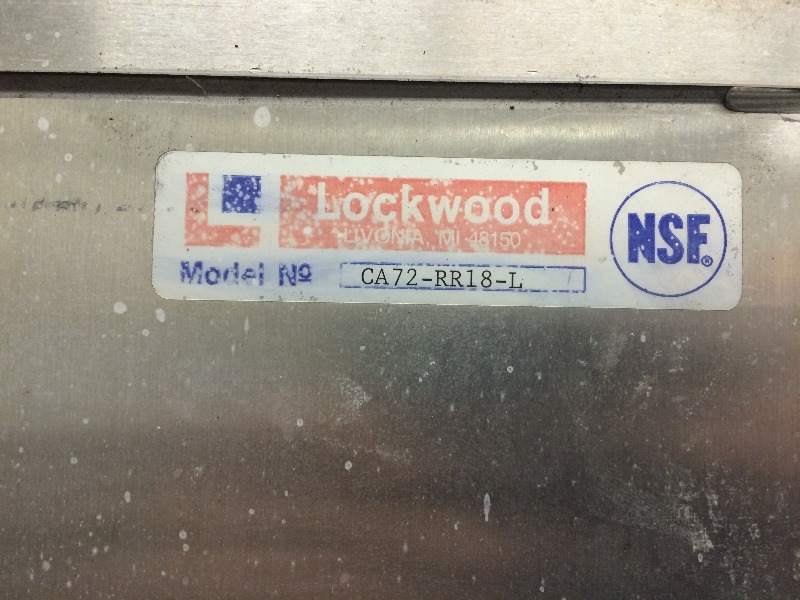 Lockwood
LIVONIA, MI 48150
NSF®
Model Nº CA72-RR18-L